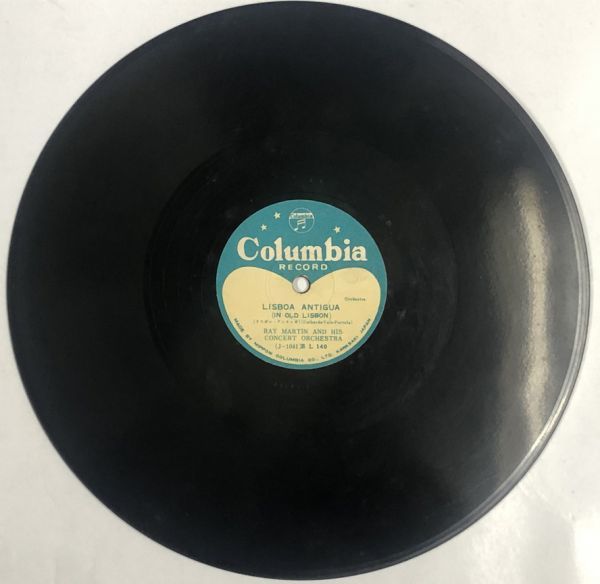 Columbia
RECORD
Orchestra
LISBOA ANTIGUA
(IN OLD LISBON)
RAY MARTIN AND HIS
CONCERT ORCHESTRA
L 149
MADE BY NIPPON COLUMBIA CO., LTD. KAWASAKI, JAPAN